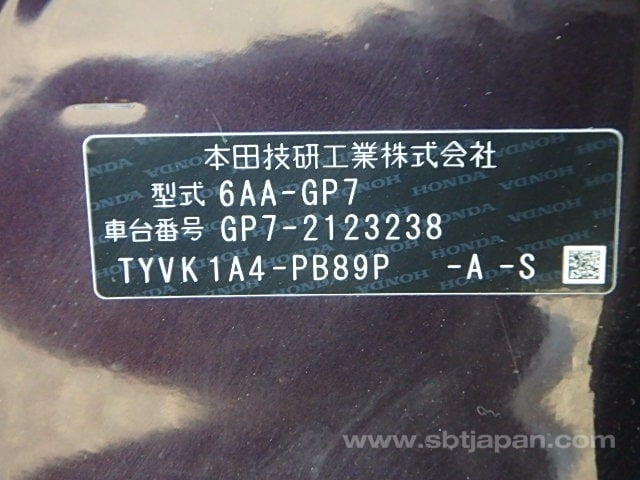 本田技研工業株式会社
型式 6AA-GP7
車台番号 GP7-2123238
TYVK1A4-PB89P -A-S
www.sbtjapan.com